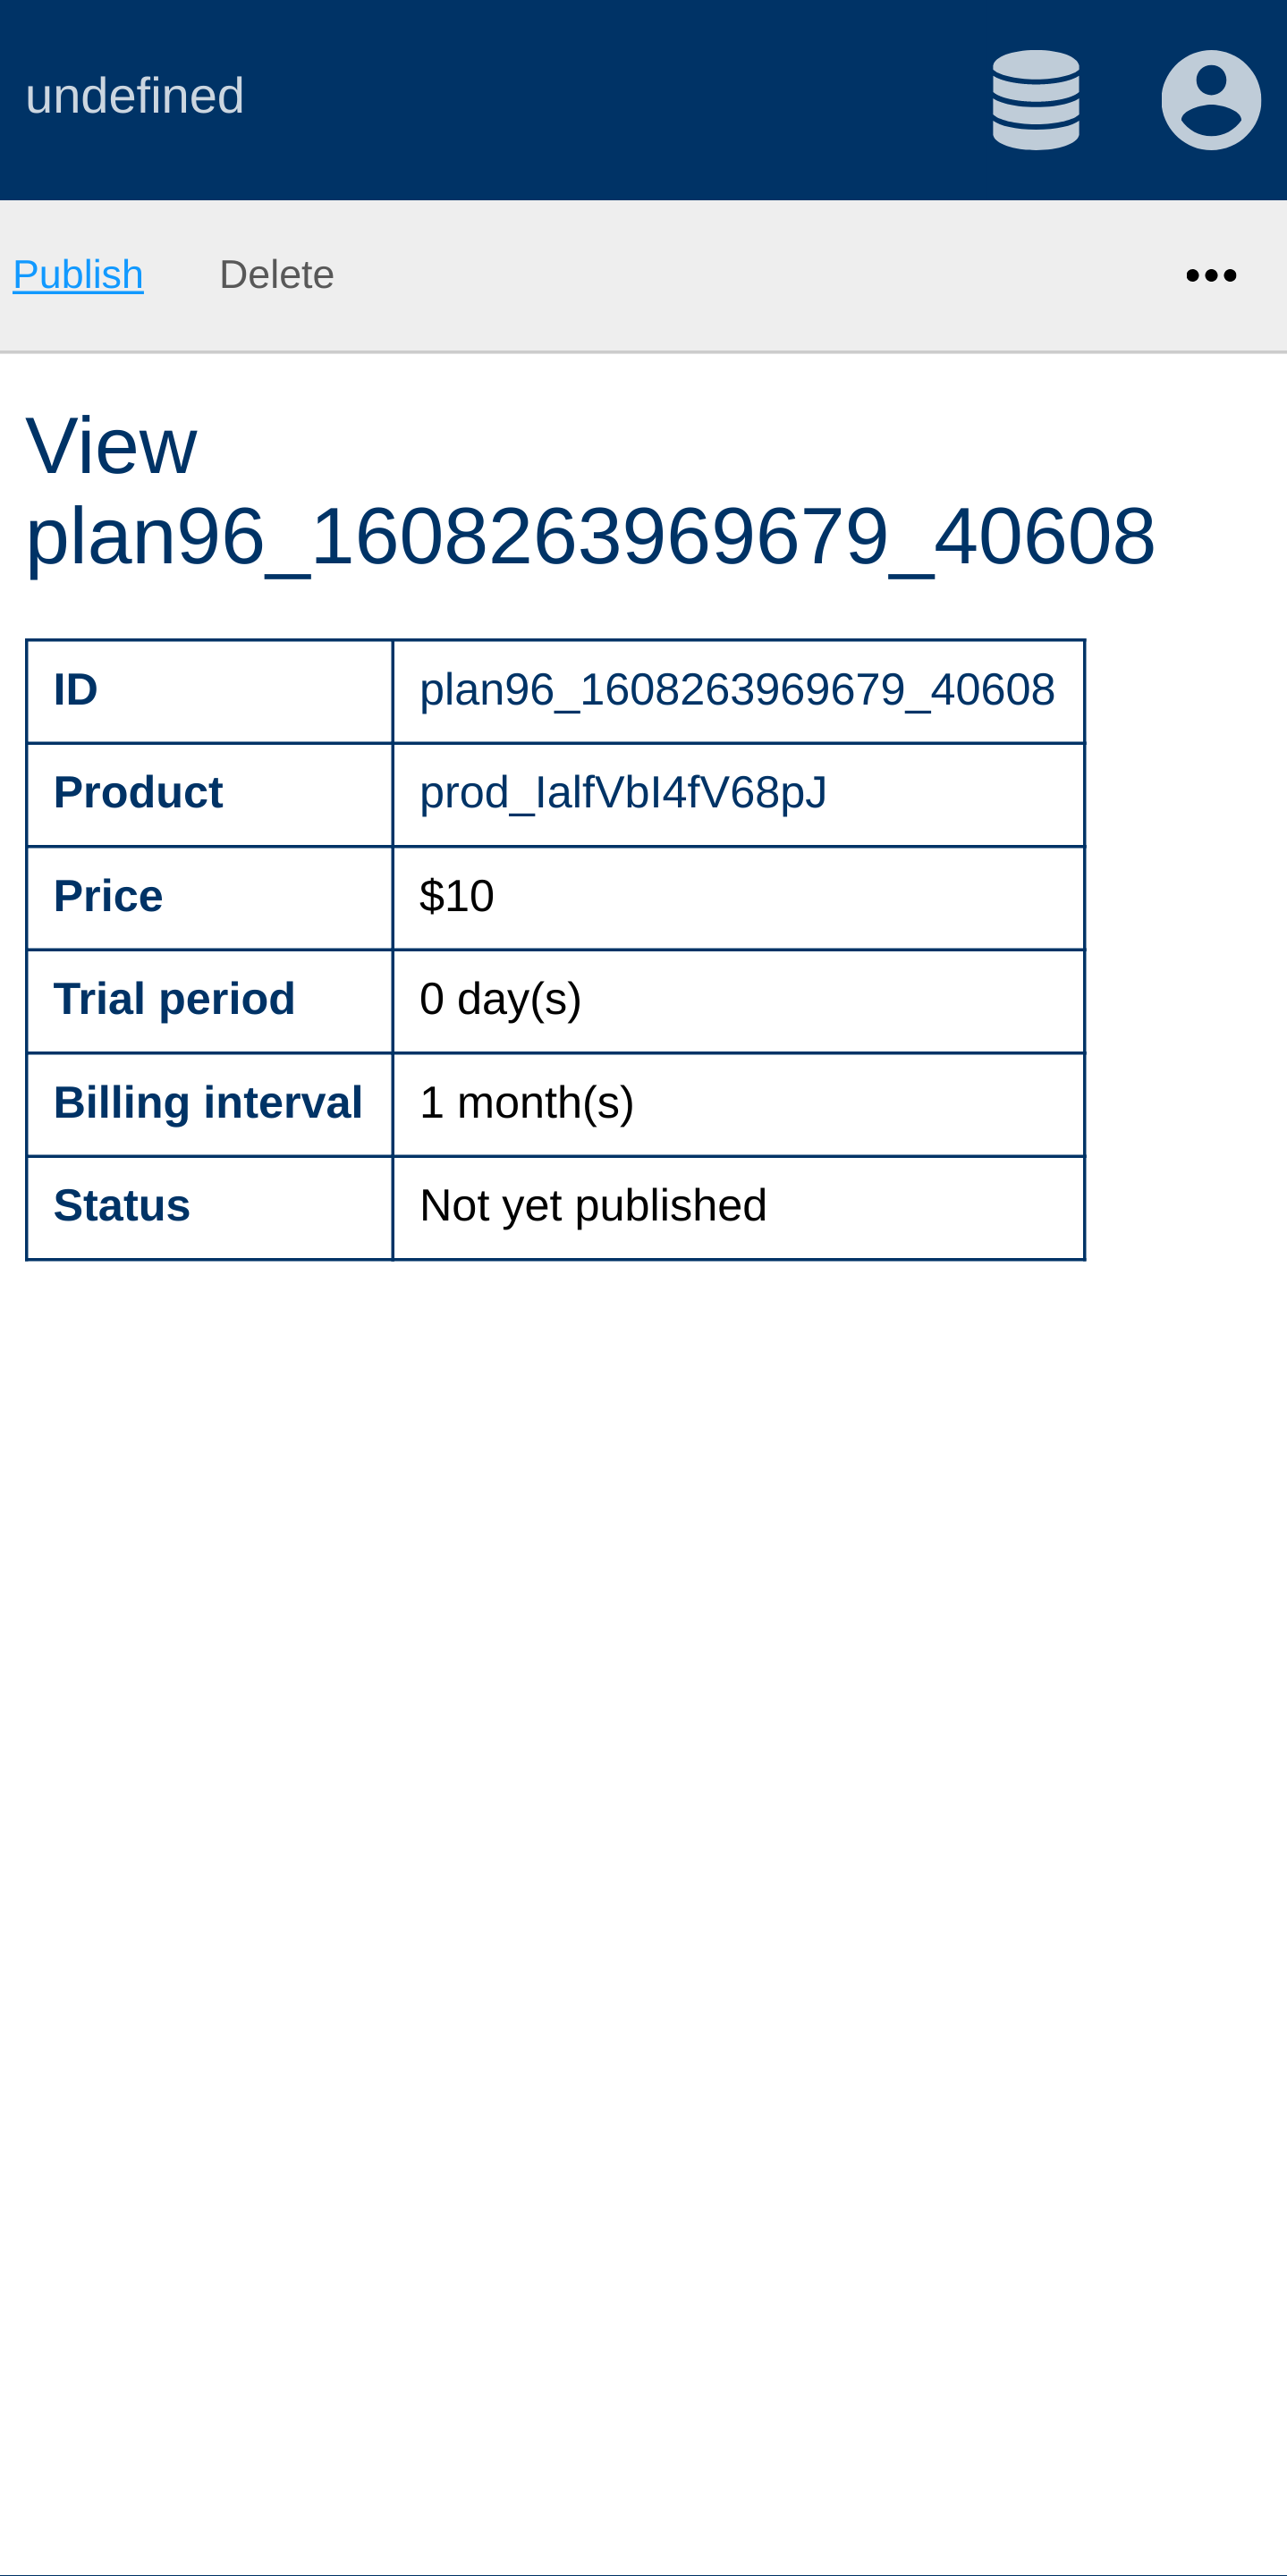 undefined
Publish Delete
View
plan96_1608263969679_40608
ID plan96_1608263969679_40608
Product prod_IalfVbI4fV68pJ
Price $10
Trial period 0 day(s)
Billing interval 1 month(s)
Status Not yet published